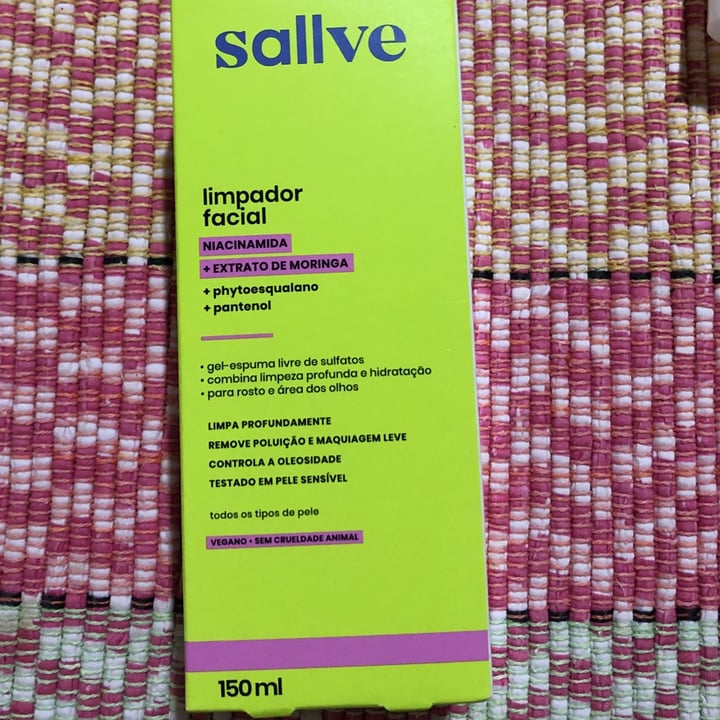 sallve
limpador
facial
NIACINAMIDA
+ EXTRATO DE MORINGA
+ phytoesqualano
+ pantenol
• gel-espuma livre de sulfatos
• combina limpeza profunda e hidratação
• para rosto e área dos olhos
LIMPA PROFUNDAMENTE
REMOVE POLUIÇÃO E MAQUIAGEM LEVE
CONTROLA A OLEOSIDADE
TESTADO EM PELE SENSÍVEL
todos os tipos de pele
VEGANO • SEM CRUELDADE ANIMAL
150ml